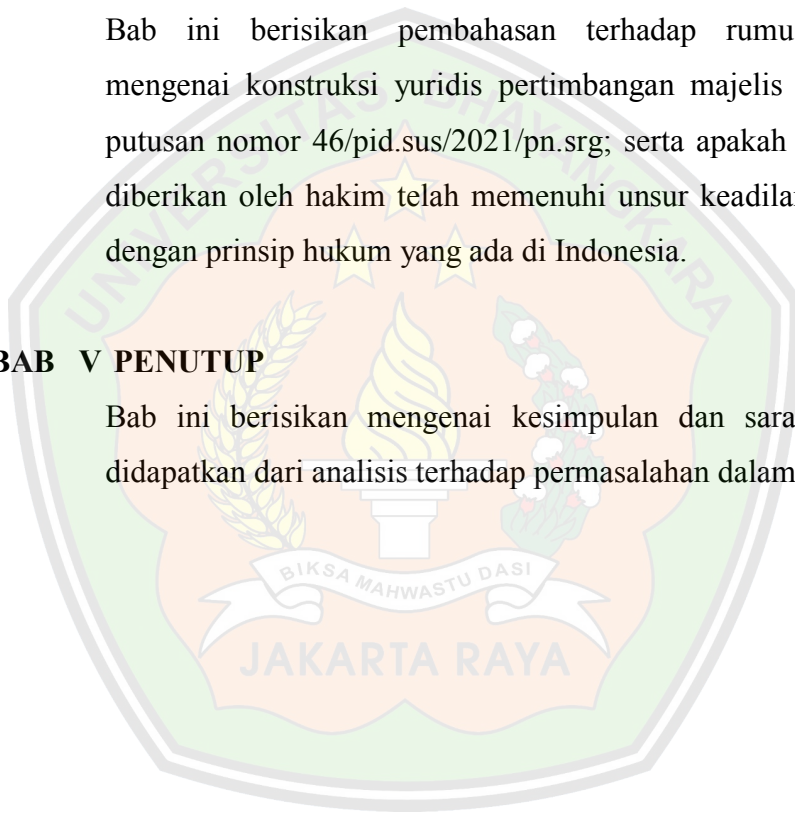 Bab ini berisikan pembahasan terhadap rumu
mengenai konstruksi yuridis pertimbangan majelis
putusan nomor 46/pid.sus/2021/pn.srg; serta apakah
diberikan oleh hakim telah memenuhi unsur keadila
dengan prinsip hukum yang ada di Indonesia.
BAB V PENUTUP
Bab ini berisikan mengenai kesimpulan dan sara
didapatkan dari analisis terhadap permasalahan dalam
UNIVERSITAS BHAYANGKARA
BIKSA MAHWASTU DASI
JAKARTA RAYA